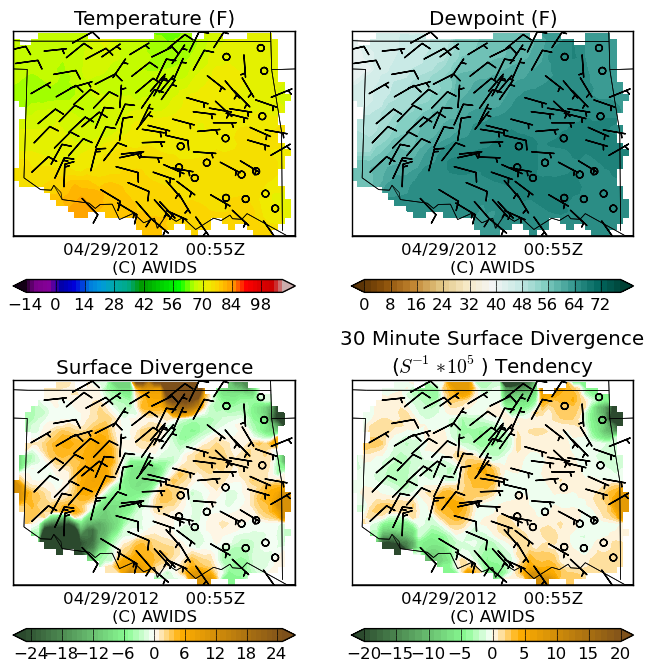 Temperature (F)
Dewpoint (F)
04/29/2012 00:55Z
(C) AWIDS
04/29/2012 00:55Z
(C) AWIDS
−14 0 14 28 42 56 70 84 98
0 8 16 24 32 40 48 56 64 72
Surface Divergence
30 Minute Surface Divergence
(S^{-1} * 10^5 ) Tendency
04/29/2012 00:55Z
(C) AWIDS
04/29/2012 00:55Z
(C) AWIDS
−24 −18 −12 −6 0 6 12 18 24
−20 −15 −10 −5 0 5 10 15 20